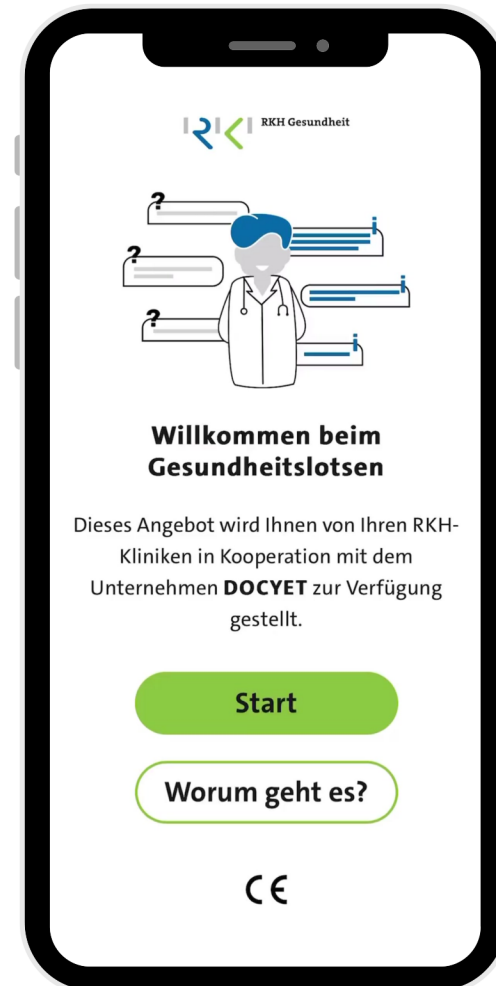 RKH Gesundheit
?
i
?
i
?
i
Willkommen beim
Gesundheitslotsen
Dieses Angebot wird Ihnen von Ihren RKH-
Kliniken in Kooperation mit dem
Unternehmen DOCYET zur Verfügung
gestellt.
Start
Worum geht es?
CE